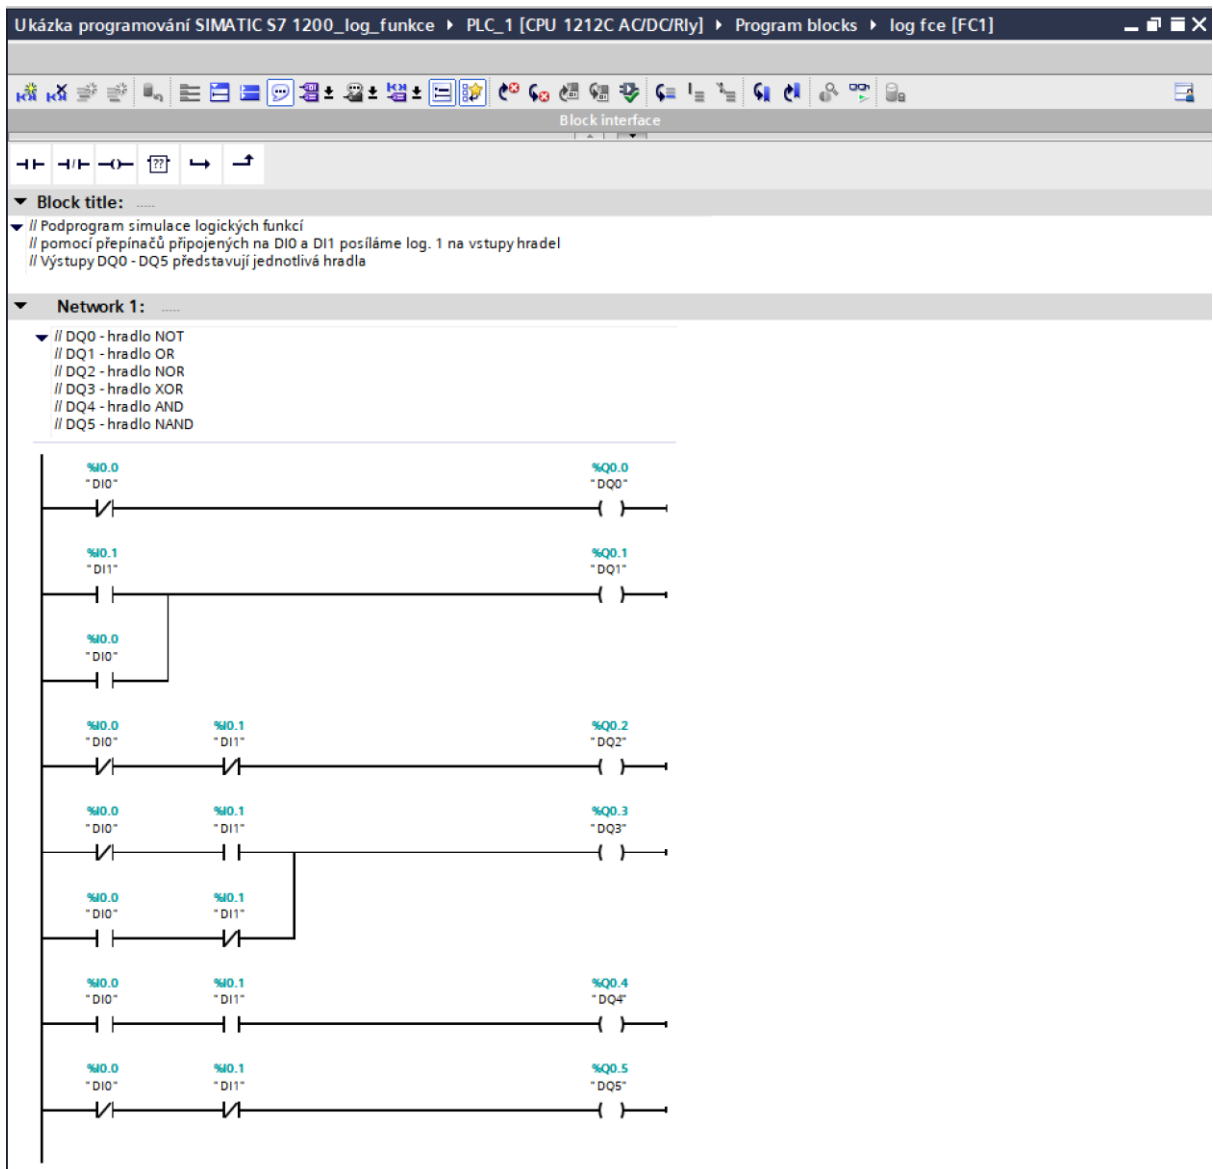 Ukázka programování SIMATIC S7 1200_log_funkce ▸ PLC_1 [CPU 1212C AC/DC/Rly] ▸ Program blocks ▸ log fce [FC1]
Block interface
??
Block title: .....
// Podprogram simulace logických funkcí
// pomocí přepínačů připojených na DI0 a DI1 posíláme log. 1 na vstupy hradel
// Výstupy DQ0 - DQ5 představují jednotlivá hradla
Network 1: .....
// DQ0 - hradlo NOT
// DQ1 - hradlo OR
// DQ2 - hradlo NOR
// DQ3 - hradlo XOR
// DQ4 - hradlo AND
// DQ5 - hradlo NAND
%I0.0 %Q0.0
"DI0" "DQ0"
%I0.1 %Q0.1
"DI1" "DQ1"
%I0.0
"DI0"
%I0.0 %I0.1 %Q0.2
"DI0" "DI1" "DQ2"
%I0.0 %I0.1 %Q0.3
"DI0" "DI1" "DQ3"
%I0.0 %I0.1
"DI0" "DI1"
%I0.0 %I0.1 %Q0.4
"DI0" "DI1" "DQ4"
%I0.0 %I0.1 %Q0.5
"DI0" "DI1" "DQ5"